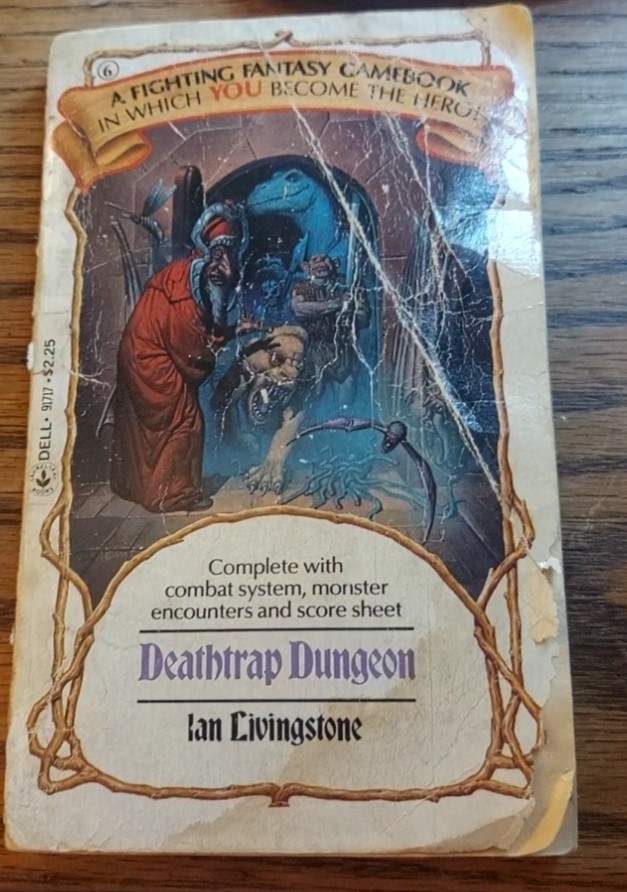 6
A FIGHTING FANTASY GAMEBOOK
IN WHICH YOU BECOME THE HERO!
DELL • 91717 • $2.25
Complete with
combat system, monster
encounters and score sheet
Deathtrap Dungeon
Ian Livingstone